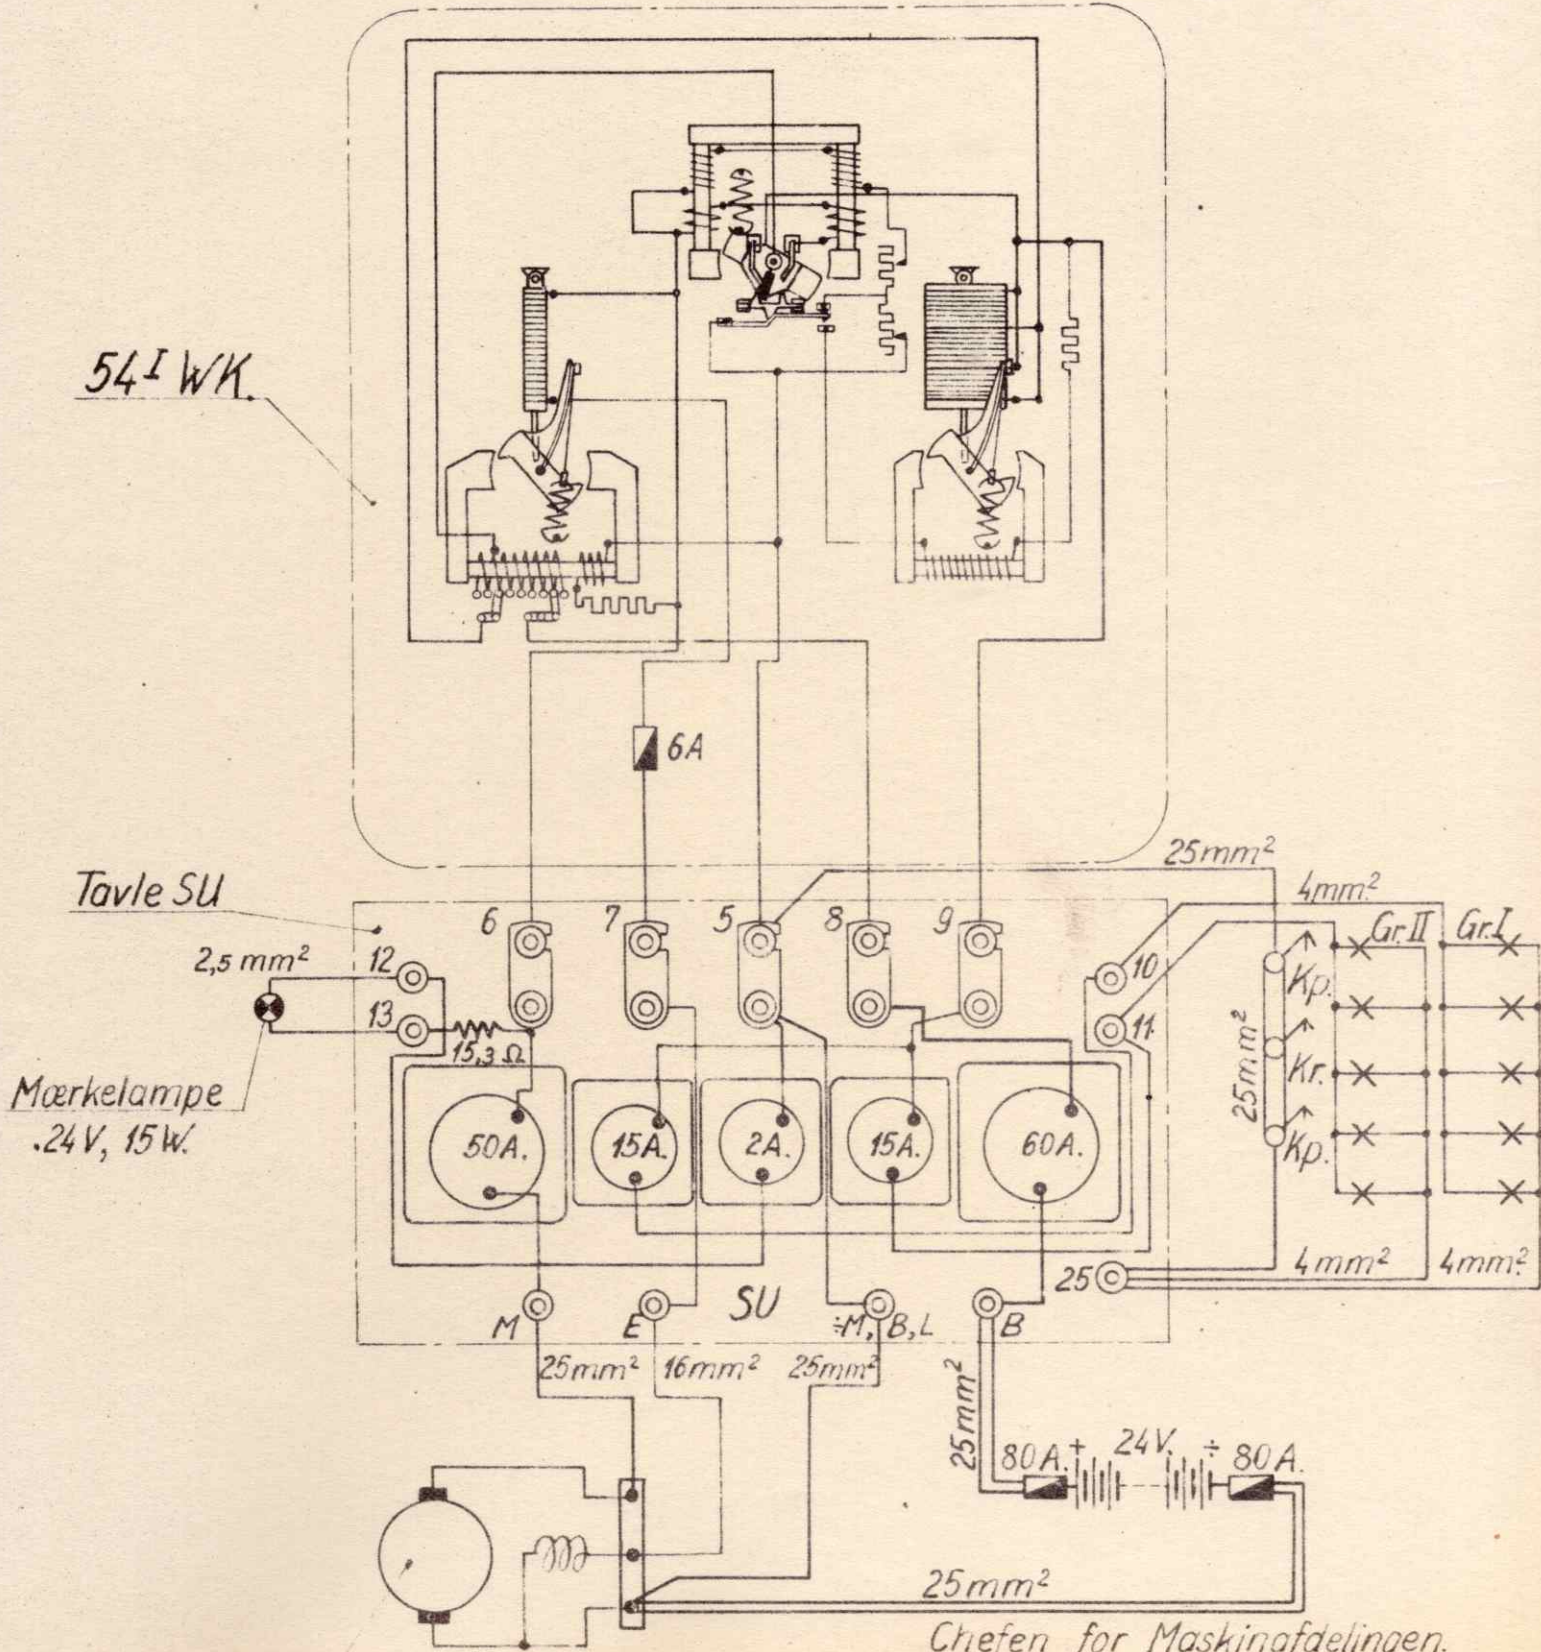 54 I WK.
6A
25mm²
Tavle SU
4mm²
6 7 5 8 9
Gr. II Gr. I
2,5 mm² 12
10
Kp.
13
11
15,3 Ω
25mm²
Kr.
Mærkelampe
.24V, 15W.
50A. 15A. 2A. 15A. 60A.
Kp.
25
4mm² 4mm²
M E SU ÷M, B, L B
25mm² 16mm² 25mm²
25mm²
80A. + 24V. ÷ 80A.
25mm²
Chefen for Maskinafdelingen.